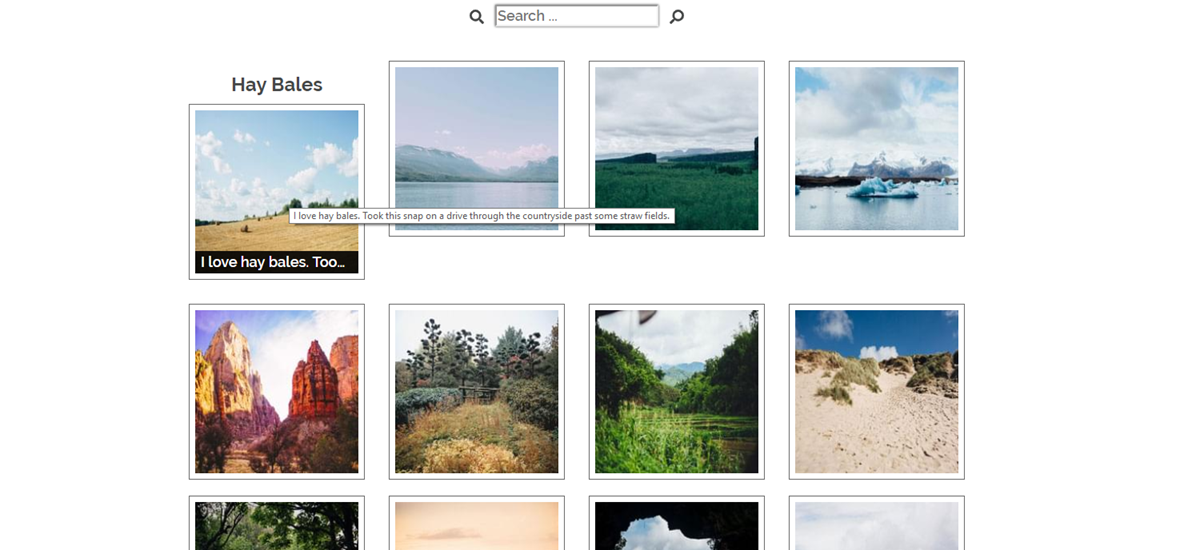 Search ...
Hay Bales
I love hay bales. Took this snap on a drive through the countryside past some straw fields.
I love hay bales. Too...